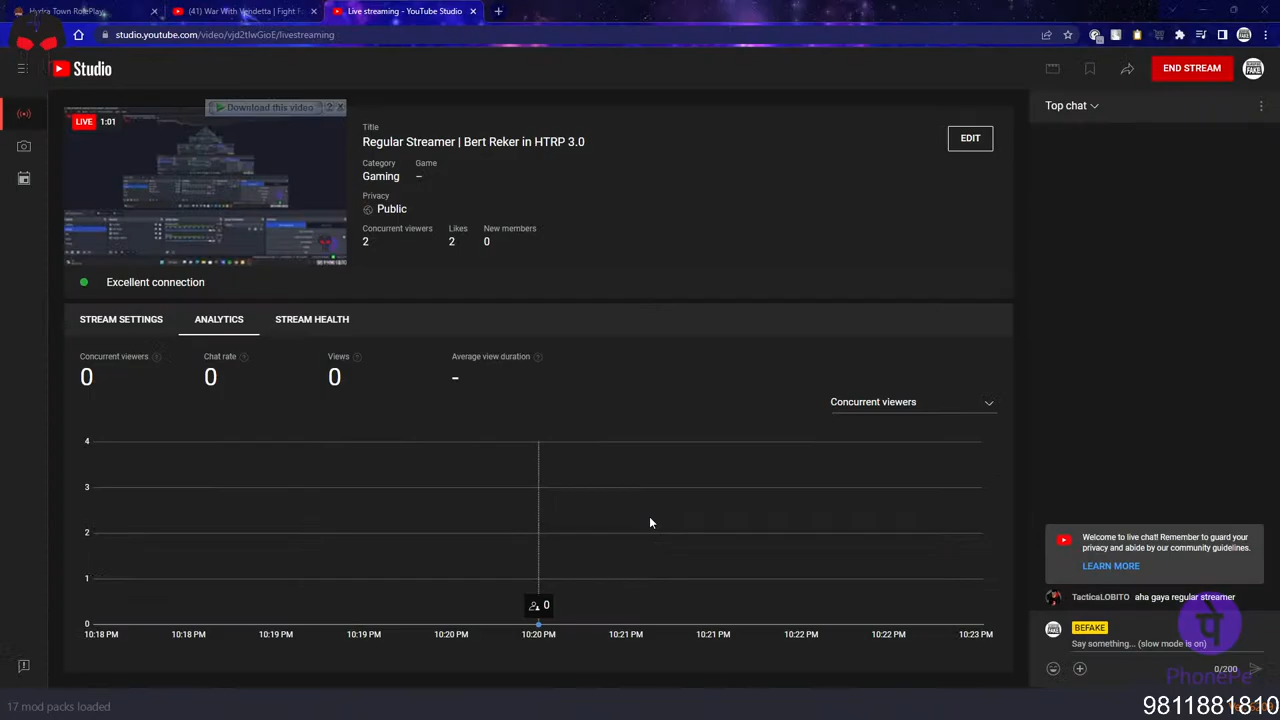 Hydra Town RolePlay
(41) War With Vendetta | Fight F
Live streaming - YouTube Studio
studio.youtube.com/video/vjd2tIwGioE/livestreaming
Studio
END STREAM
Download this video ? ×
LIVE 1:01
Title
Regular Streamer | Bert Reker in HTRP 3.0
EDIT
Category Game
Gaming –
Privacy
Public
Concurrent viewers Likes New members
2 2 0
Excellent connection
STREAM SETTINGS ANALYTICS STREAM HEALTH
Concurrent viewers ? Chat rate ? Views ? Average view duration ?
0 0 0 -
Concurrent viewers
4
3
2
1
0
0
10:18 PM 10:18 PM 10:19 PM 10:19 PM 10:20 PM 10:20 PM 10:21 PM 10:21 PM 10:22 PM 10:22 PM 10:23 PM
Top chat
Welcome to live chat! Remember to guard your
privacy and abide by our community guidelines.
LEARN MORE
TacticaLOBITO aha gaya regular streamer
BEFAKE
Say something... (slow mode is on)
0/200
पे
PhonePe
9811881810
17 mod packs loaded